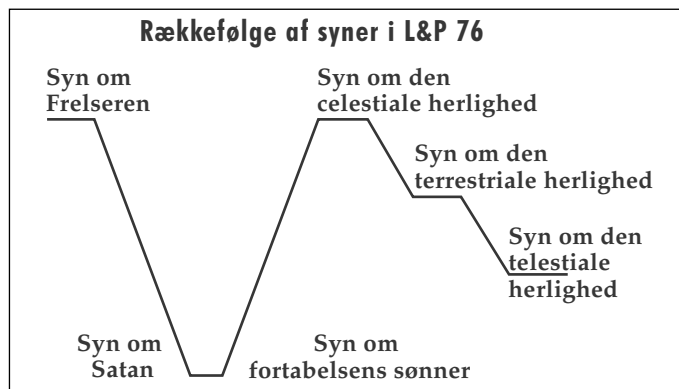 Rækkefølge af syner i L&P 76
Syn om
Frelseren
Syn om den
celestiale herlighed
Syn om den
terrestriale herlighed
Syn om den
telestiale
herlighed
Syn om
Satan
Syn om
fortabelsens sønner